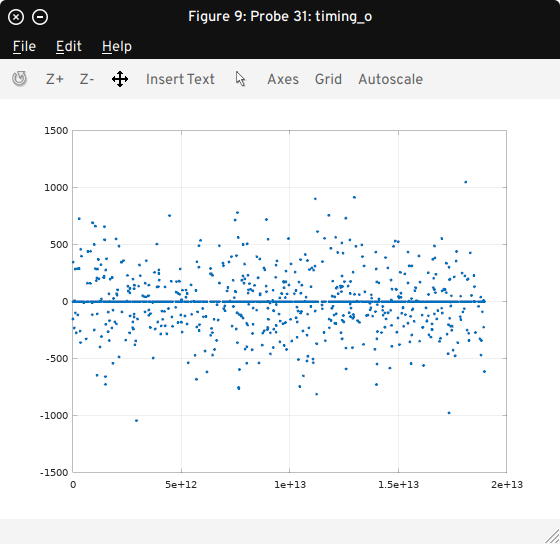 Figure 9: Probe 31: timing_o
File Edit Help
Z+ Z- Insert Text Axes Grid Autoscale
1500
1000
500
0
-500
-1000
-1500
0 5e+12 1e+13 1.5e+13 2e+13